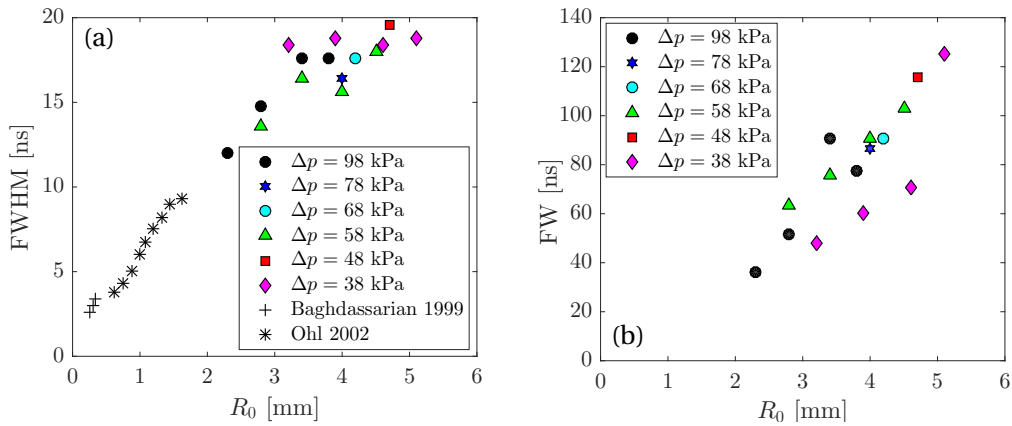 (a)
20
15
10
5
0
FWHM [ns]
Δp = 98 kPa
Δp = 78 kPa
Δp = 68 kPa
Δp = 58 kPa
Δp = 48 kPa
Δp = 38 kPa
Baghdassarian 1999
Ohl 2002
0 1 2 3 4 5 6
R₀ [mm]
140
120
100
80
60
40
20
0
FW [ns]
Δp = 98 kPa
Δp = 78 kPa
Δp = 68 kPa
Δp = 58 kPa
Δp = 48 kPa
Δp = 38 kPa
(b)
0 1 2 3 4 5 6
R₀ [mm]